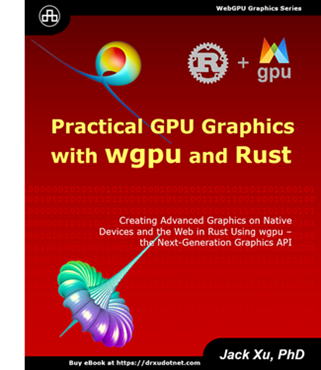 WebGPU Graphics Series
R + gpu
Practical GPU Graphics
with wgpu and Rust
Creating Advanced Graphics on Native
Devices and the Web in Rust Using wgpu –
the Next-Generation Graphics API
Jack Xu, PhD
Buy eBook at https://drxudotnet.com